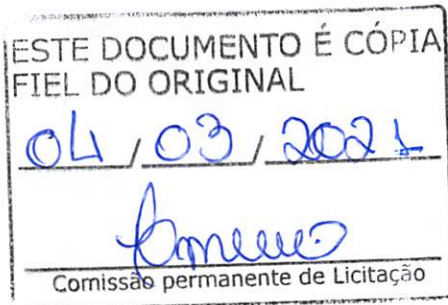 ESTE DOCUMENTO É CÓPIA
FIEL DO ORIGINAL
04 / 03 / 2021
Comissão permanente de Licitação